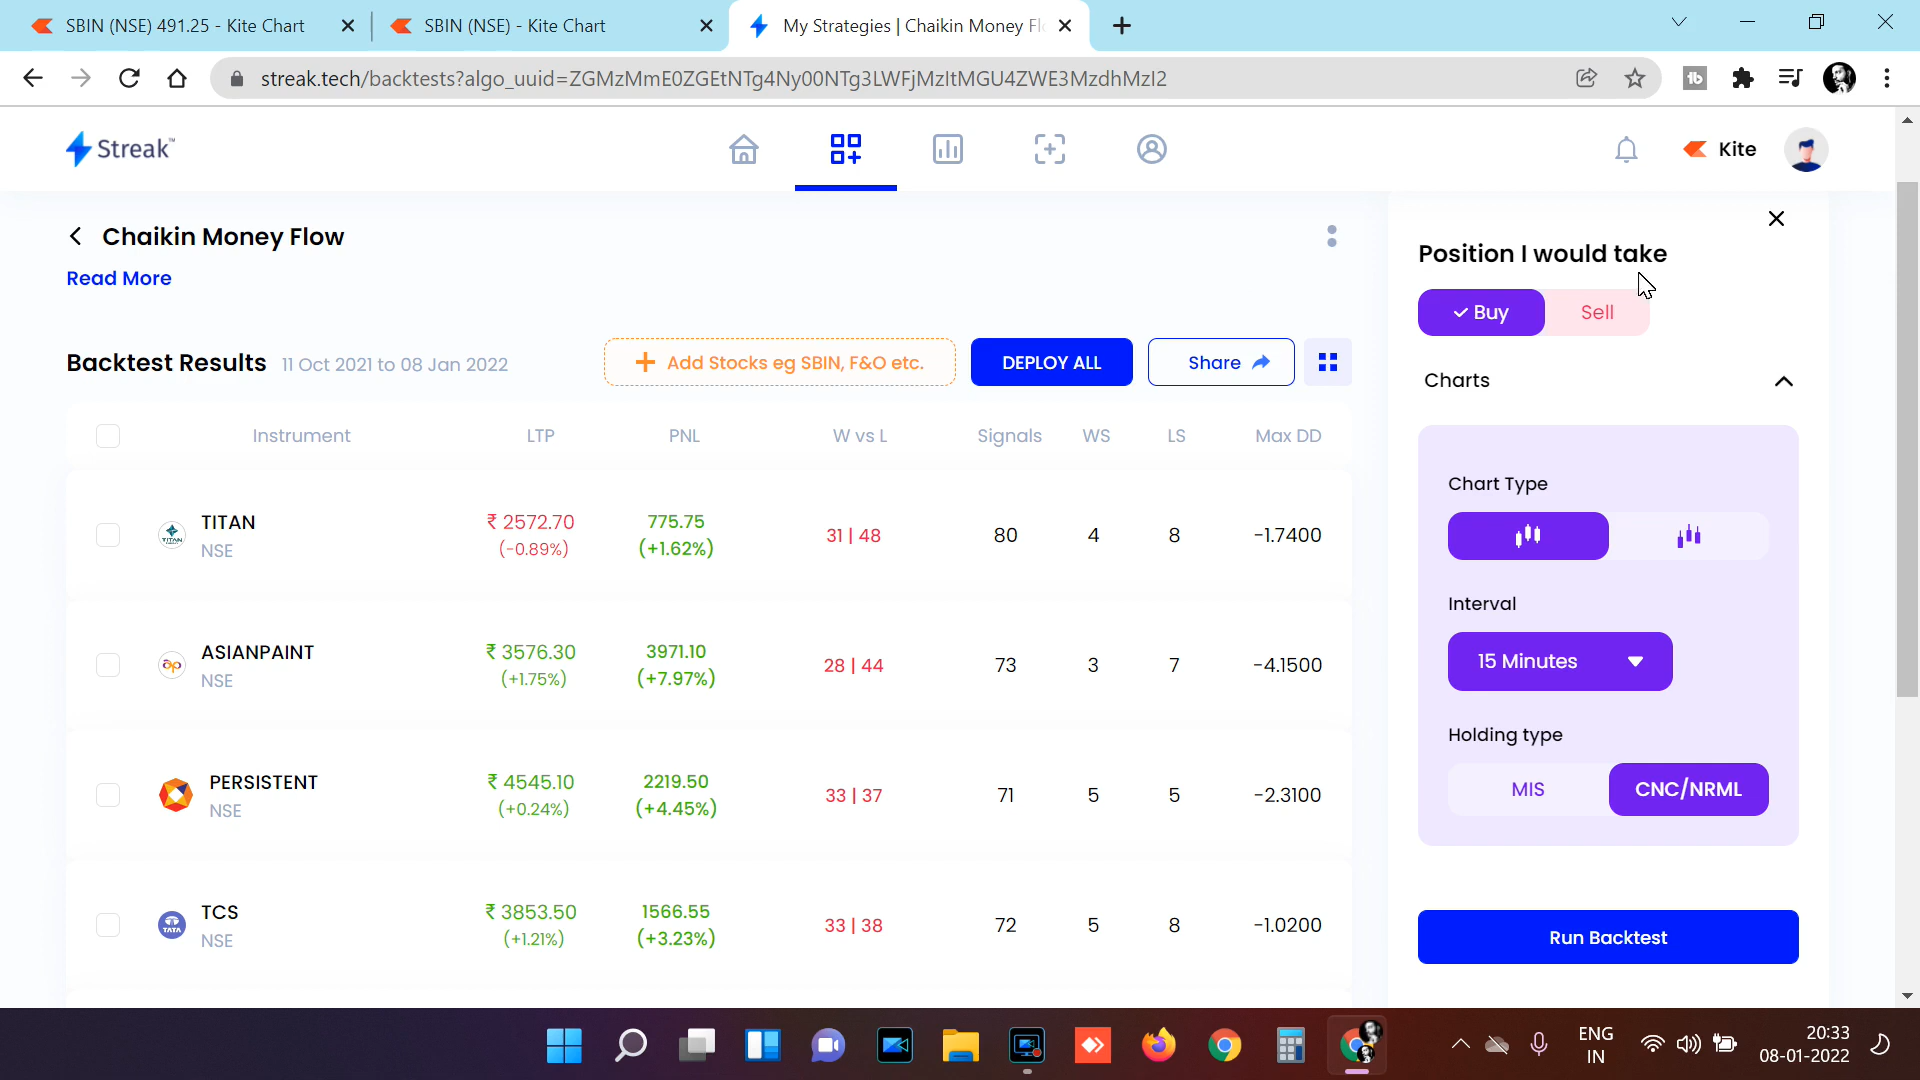 SBIN (NSE) 491.25 - Kite Chart
SBIN (NSE) - Kite Chart
My Strategies | Chaikin Money Fl
streak.tech/backtests?algo_uuid=ZGMzMmE0ZGEtNTg4Ny00NTg3LWFjMzItMGU4ZWE3MzdhMzI2
Streak™
Kite
Chaikin Money Flow
Read More
Position I would take
Buy
Sell
Backtest Results 11 Oct 2021 to 08 Jan 2022
Add Stocks eg SBIN, F&O etc.
DEPLOY ALL
Share
Charts
Instrument LTP PNL W vs L Signals WS LS Max DD
TITAN
NSE
₹ 2572.70
(-0.89%)
775.75
(+1.62%)
31 | 48
80
4
8
-1.7400
ASIANPAINT
NSE
₹ 3576.30
(+1.75%)
3971.10
(+7.97%)
28 | 44
73
3
7
-4.1500
PERSISTENT
NSE
₹ 4545.10
(+0.24%)
2219.50
(+4.45%)
33 | 37
71
5
5
-2.3100
TCS
NSE
₹ 3853.50
(+1.21%)
1566.55
(+3.23%)
33 | 38
72
5
8
-1.0200
Chart Type
Interval
15 Minutes
Holding type
MIS
CNC/NRML
Run Backtest
ENG
IN
20:33
08-01-2022